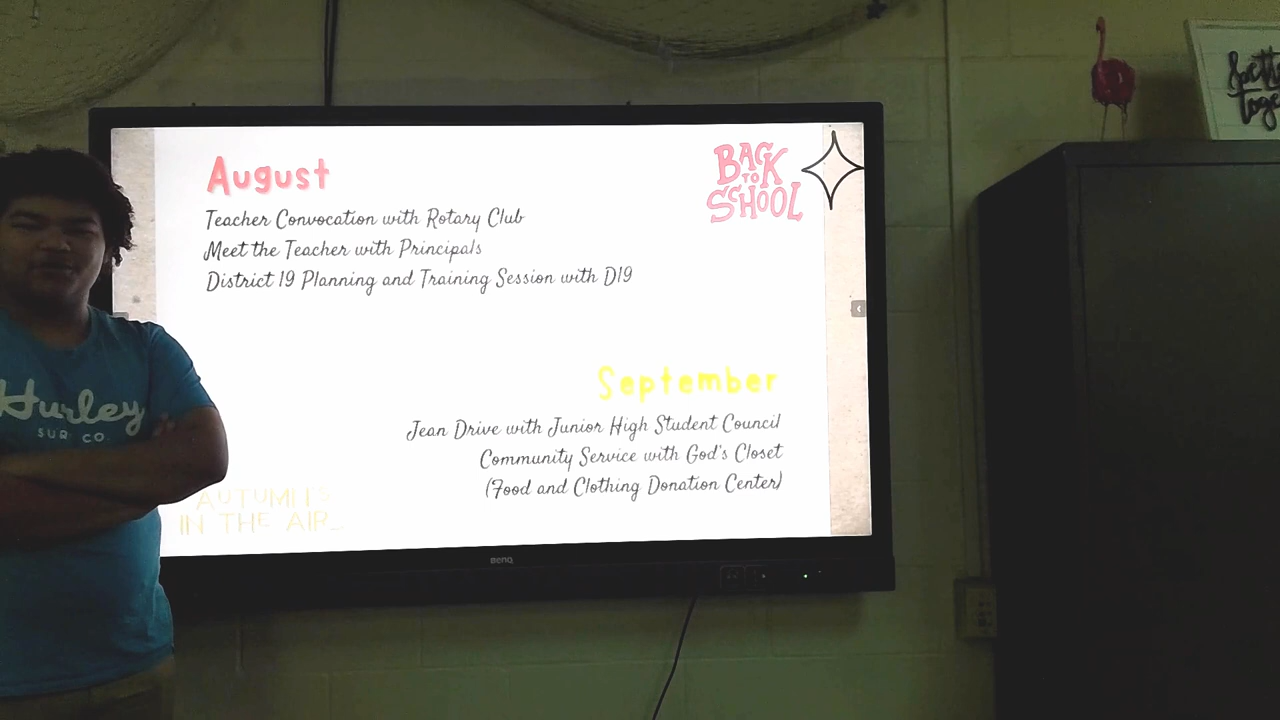 August
Teacher Convocation with Rotary Club
Meet the Teacher with Principals
District 19 Planning and Training Session with D19
BACK
TO
SCHOOL
September
Jean Drive with Junior High Student Council
Community Service with God's Closet
(Food and Clothing Donation Center)
AUTUMN'S
IN THE AIR
BenQ
Hurley
SURF CO.